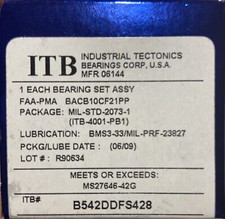 ITB
INDUSTRIAL TECTONICS
BEARINGS CORP, U.S.A.
MFR 06144
1 EACH BEARING SET ASSY
FAA-PMA BACB10CF21PP
PACKAGE: MIL-STD-2073-1
(ITB-4001-PB1)
LUBRICATION: BMS3-33/MIL-PRF-23827
PCKG/LUBE DATE: (06/09)
LOT #: R90634
MEETS OR EXCEEDS:
MS27646-42G
ITB# B542DDFS428